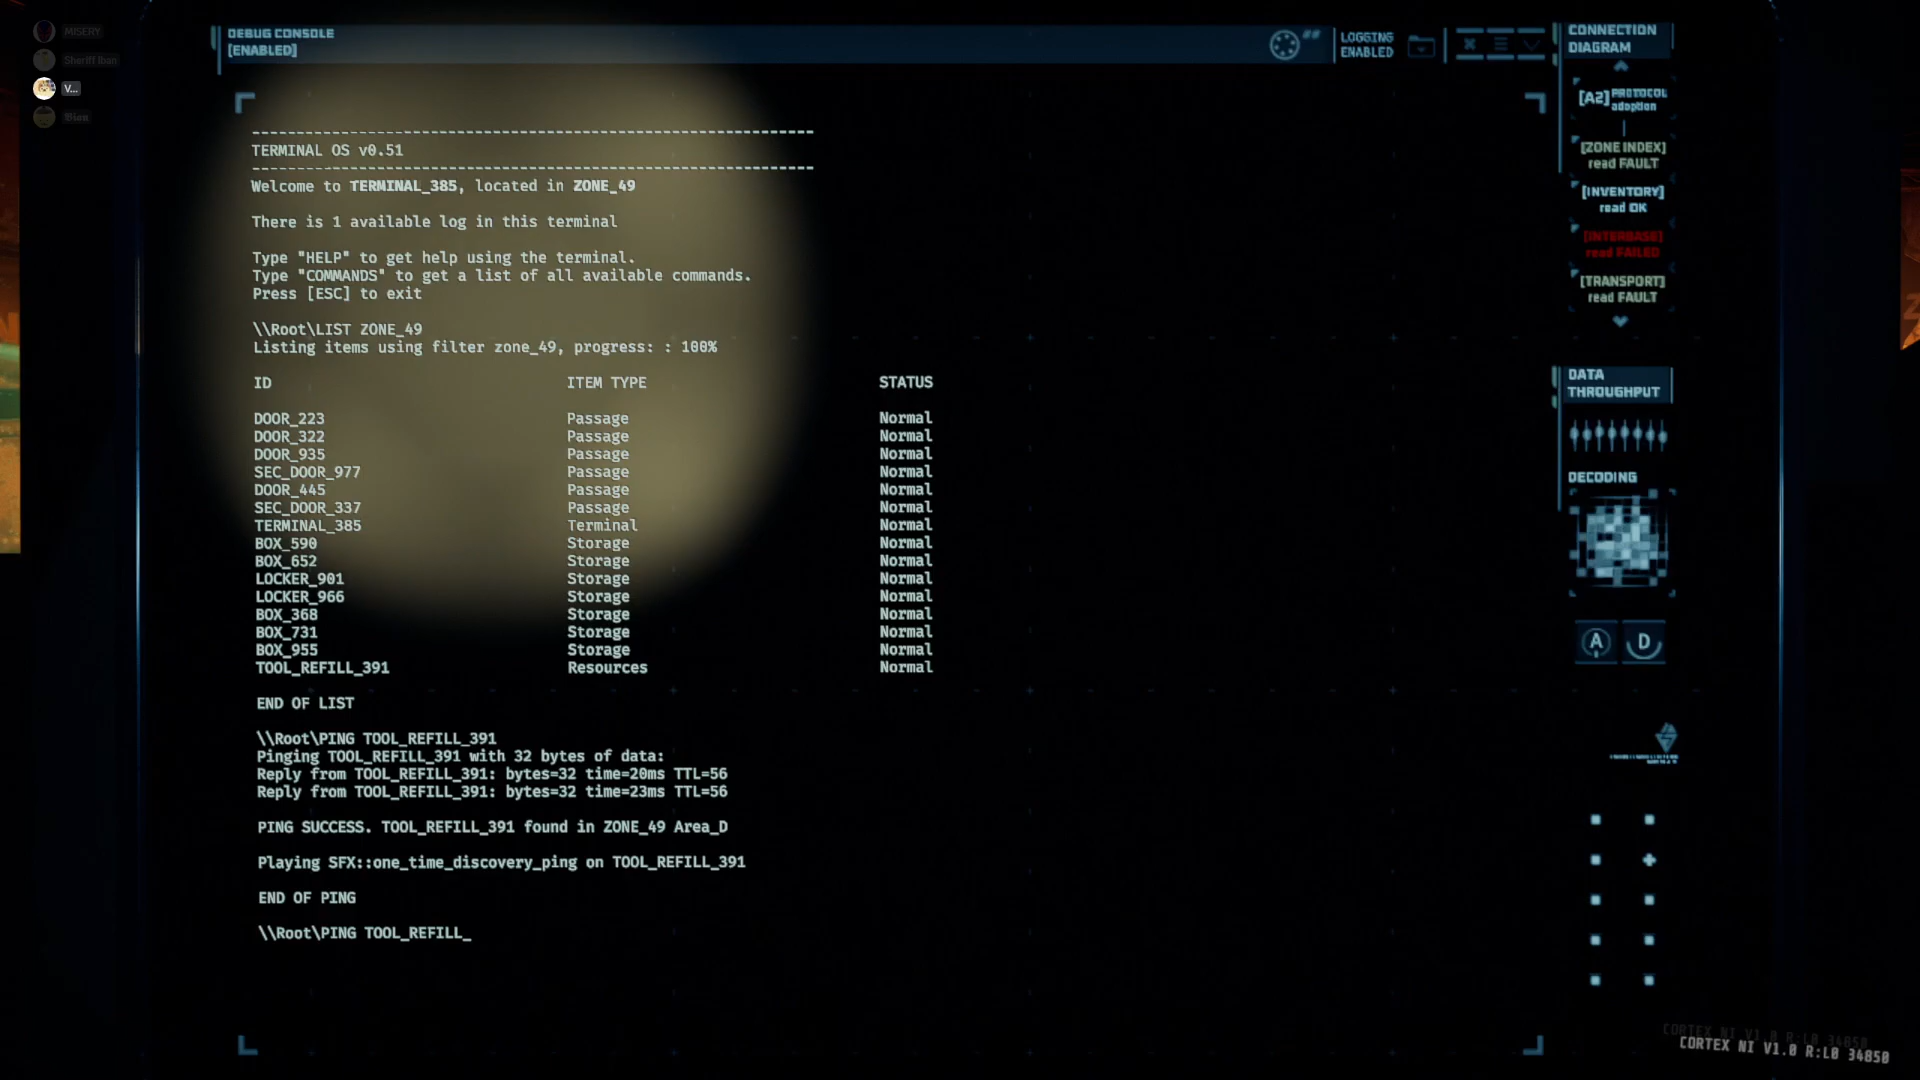 MISERY
Sheriff Iban
V...
DEBUG CONSOLE
[ENABLED]
LOGGING
ENABLED
CONNECTION
DIAGRAM
[A2] PROTOCOL
adoption
[ZONE INDEX]
read FAULT
[INVENTORY]
read OK
[INTERBASE]
read FAILED
[TRANSPORT]
read FAULT
DATA
THROUGHPUT
DECODING
A D
--------------------------------------------------------------
TERMINAL OS v0.51
--------------------------------------------------------------
Welcome to TERMINAL_385, located in ZONE_49
There is 1 available log in this terminal
Type "HELP" to get help using the terminal.
Type "COMMANDS" to get a list of all available commands.
Press [ESC] to exit
\\Root\LIST ZONE_49
Listing items using filter zone_49, progress: : 100%
ID ITEM TYPE STATUS
DOOR_223 Passage Normal
DOOR_322 Passage Normal
DOOR_935 Passage Normal
SEC_DOOR_977 Passage Normal
DOOR_445 Passage Normal
SEC_DOOR_337 Passage Normal
TERMINAL_385 Terminal Normal
BOX_590 Storage Normal
BOX_652 Storage Normal
LOCKER_901 Storage Normal
LOCKER_966 Storage Normal
BOX_368 Storage Normal
BOX_731 Storage Normal
BOX_955 Storage Normal
TOOL_REFILL_391 Resources Normal
END OF LIST
\\Root\PING TOOL_REFILL_391
Pinging TOOL_REFILL_391 with 32 bytes of data:
Reply from TOOL_REFILL_391: bytes=32 time=20ms TTL=56
Reply from TOOL_REFILL_391: bytes=32 time=23ms TTL=56
PING SUCCESS. TOOL_REFILL_391 found in ZONE_49 Area_D
Playing SFX::one_time_discovery_ping on TOOL_REFILL_391
END OF PING
\\Root\PING TOOL_REFILL_
CORTEX NI V1.0 R:L0 34850